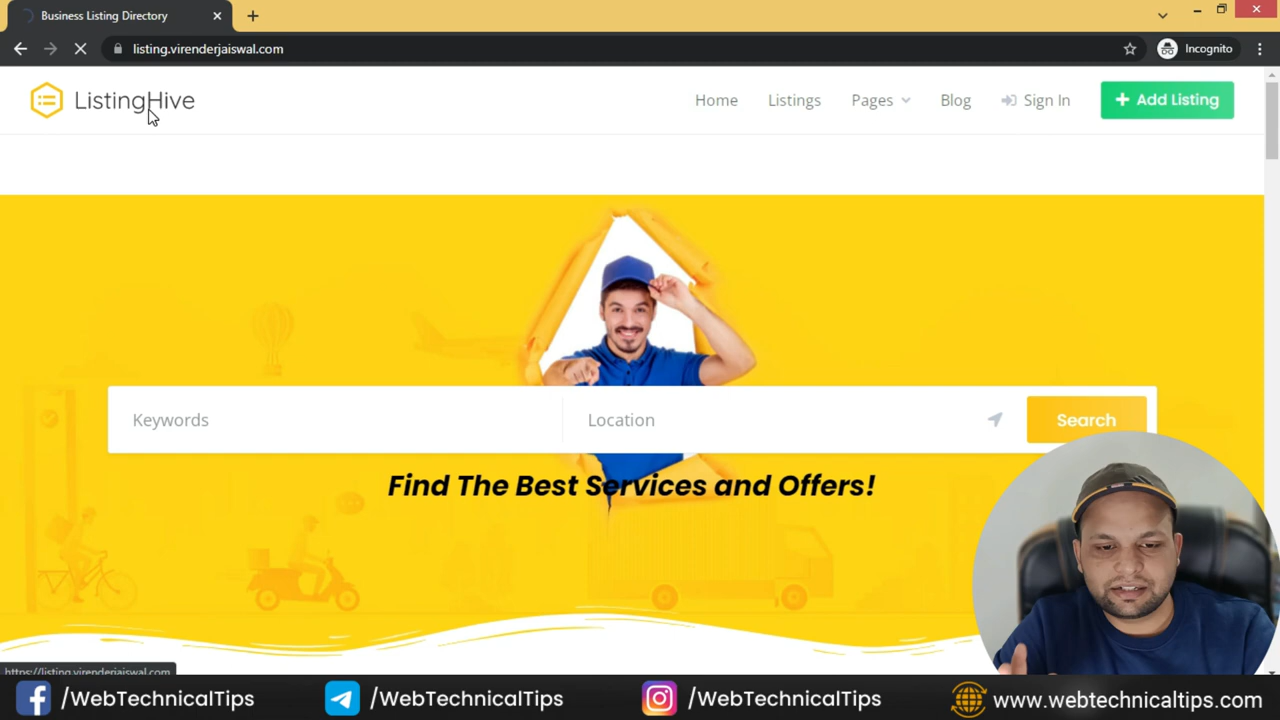 Business Listing Directory
listing.virenderjaiswal.com
Incognito
ListingHive
Home
Listings
Pages
Blog
Sign In
Add Listing
Keywords
Location
Search
Find The Best Services and Offers!
https://listing.virenderjaiswal.com
/WebTechnicalTips
/WebTechnicalTips
/WebTechnicalTips
www.webtechnicaltips.com